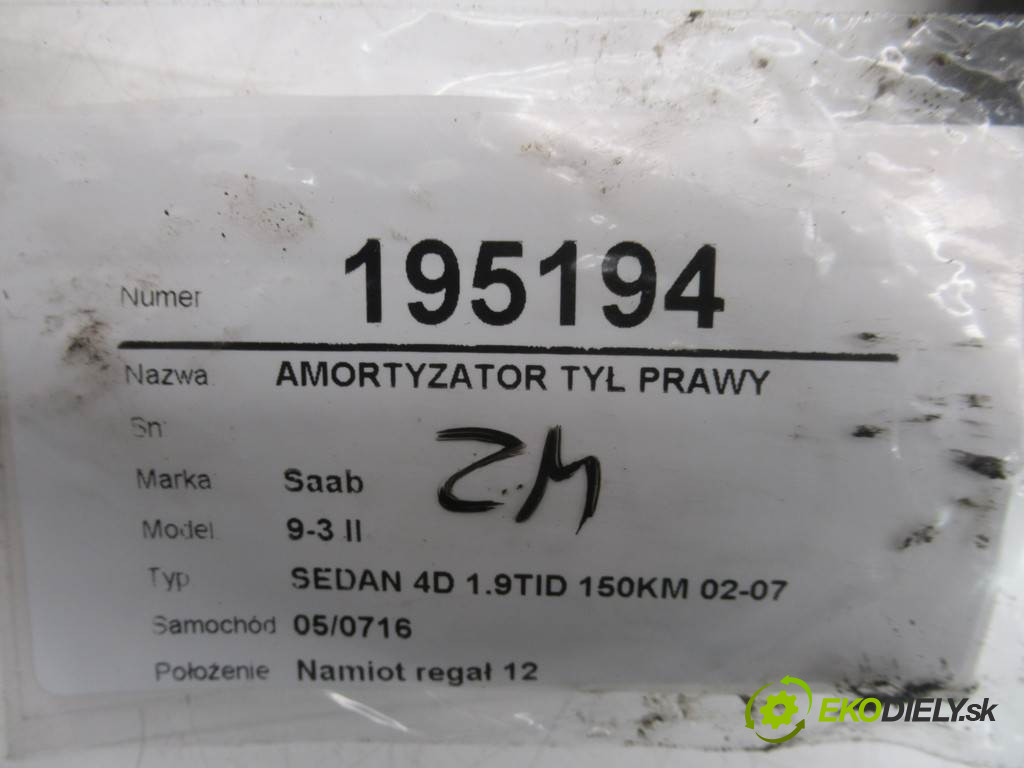 Numer 195194
Nazwa AMORTYZATOR TYŁ PRAWY
Sn
Marka Saab
Model 9-3 II
Typ SEDAN 4D 1.9TID 150KM 02-07
Samochód 05/0716
Położenie Namiot regał 12
EKODIELY.sk